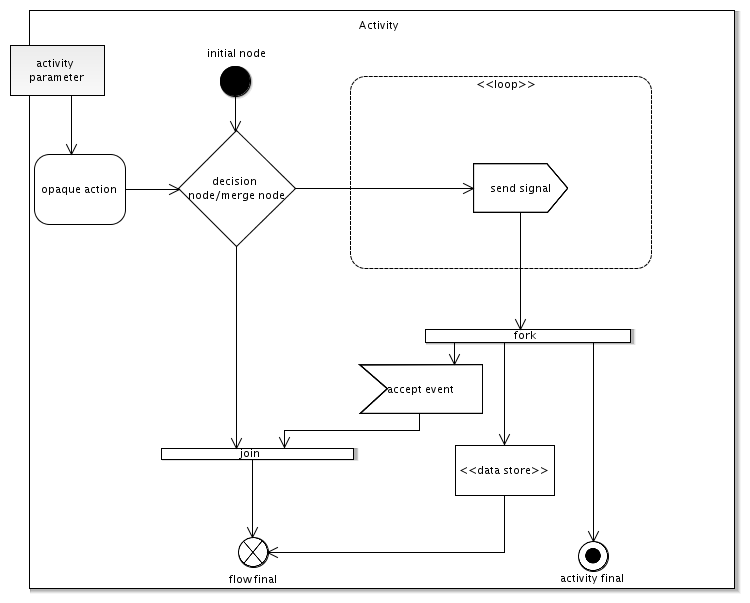 Activity
activity
parameter
initial node
<<loop>>
opaque action
decision
node/merge node
send signal
fork
accept event
join
<<data store>>
flow final
activity final